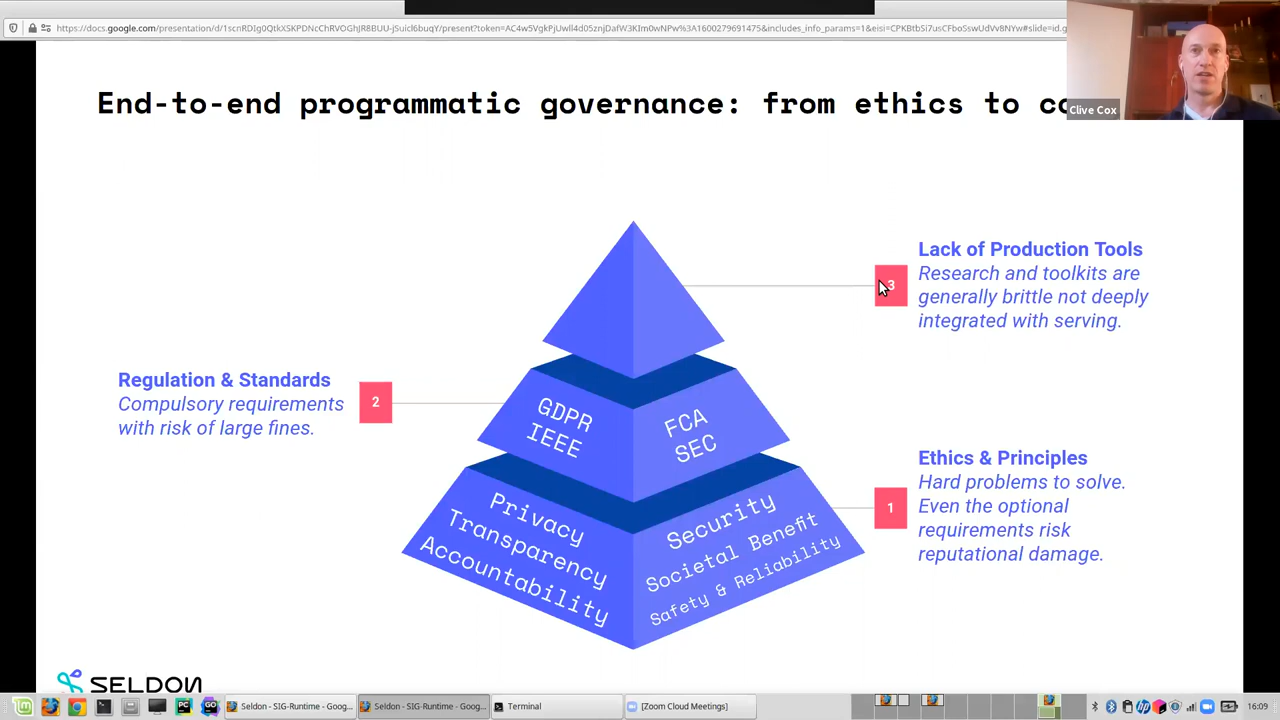 End-to-end programmatic governance: from ethics to
Clive Cox
Lack of Production Tools
Research and toolkits are
generally brittle not deeply
integrated with serving.
3
Regulation & Standards
Compulsory requirements
with risk of large fines.
2
GDPR
IEEE
FCA
SEC
Ethics & Principles
Hard problems to solve.
Even the optional
requirements risk
reputational damage.
1
Privacy
Transparency
Accountability
Security
Societal Benefit
Safety & Reliability
SELDON
Seldon - SIG-Runtime - Goog...
Seldon - SIG-Runtime - Goog...
Terminal
[Zoom Cloud Meetings]
16:09